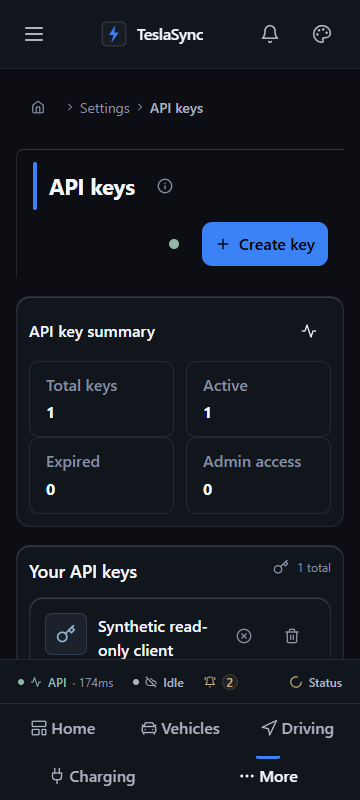 TeslaSync
Settings API keys
API keys
Create key
API key summary
Total keys
1
Active
1
Expired
0
Admin access
0
Your API keys
1 total
Synthetic read-
only client
API · 174ms Idle 2 Status
Home Vehicles Driving
Charging More